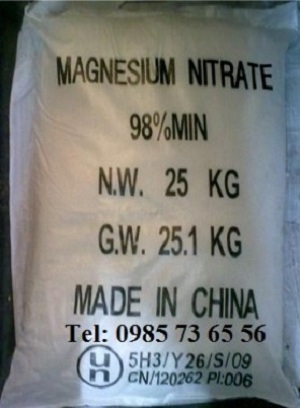 MAGNESIUM NITRATE
98%MIN
N.W. 25 KG
G.W. 25.1 KG
MADE IN CHINA
Tel: 0985 73 65 56
UN 5H3/Y26/S/09
CN/120262 PI:006